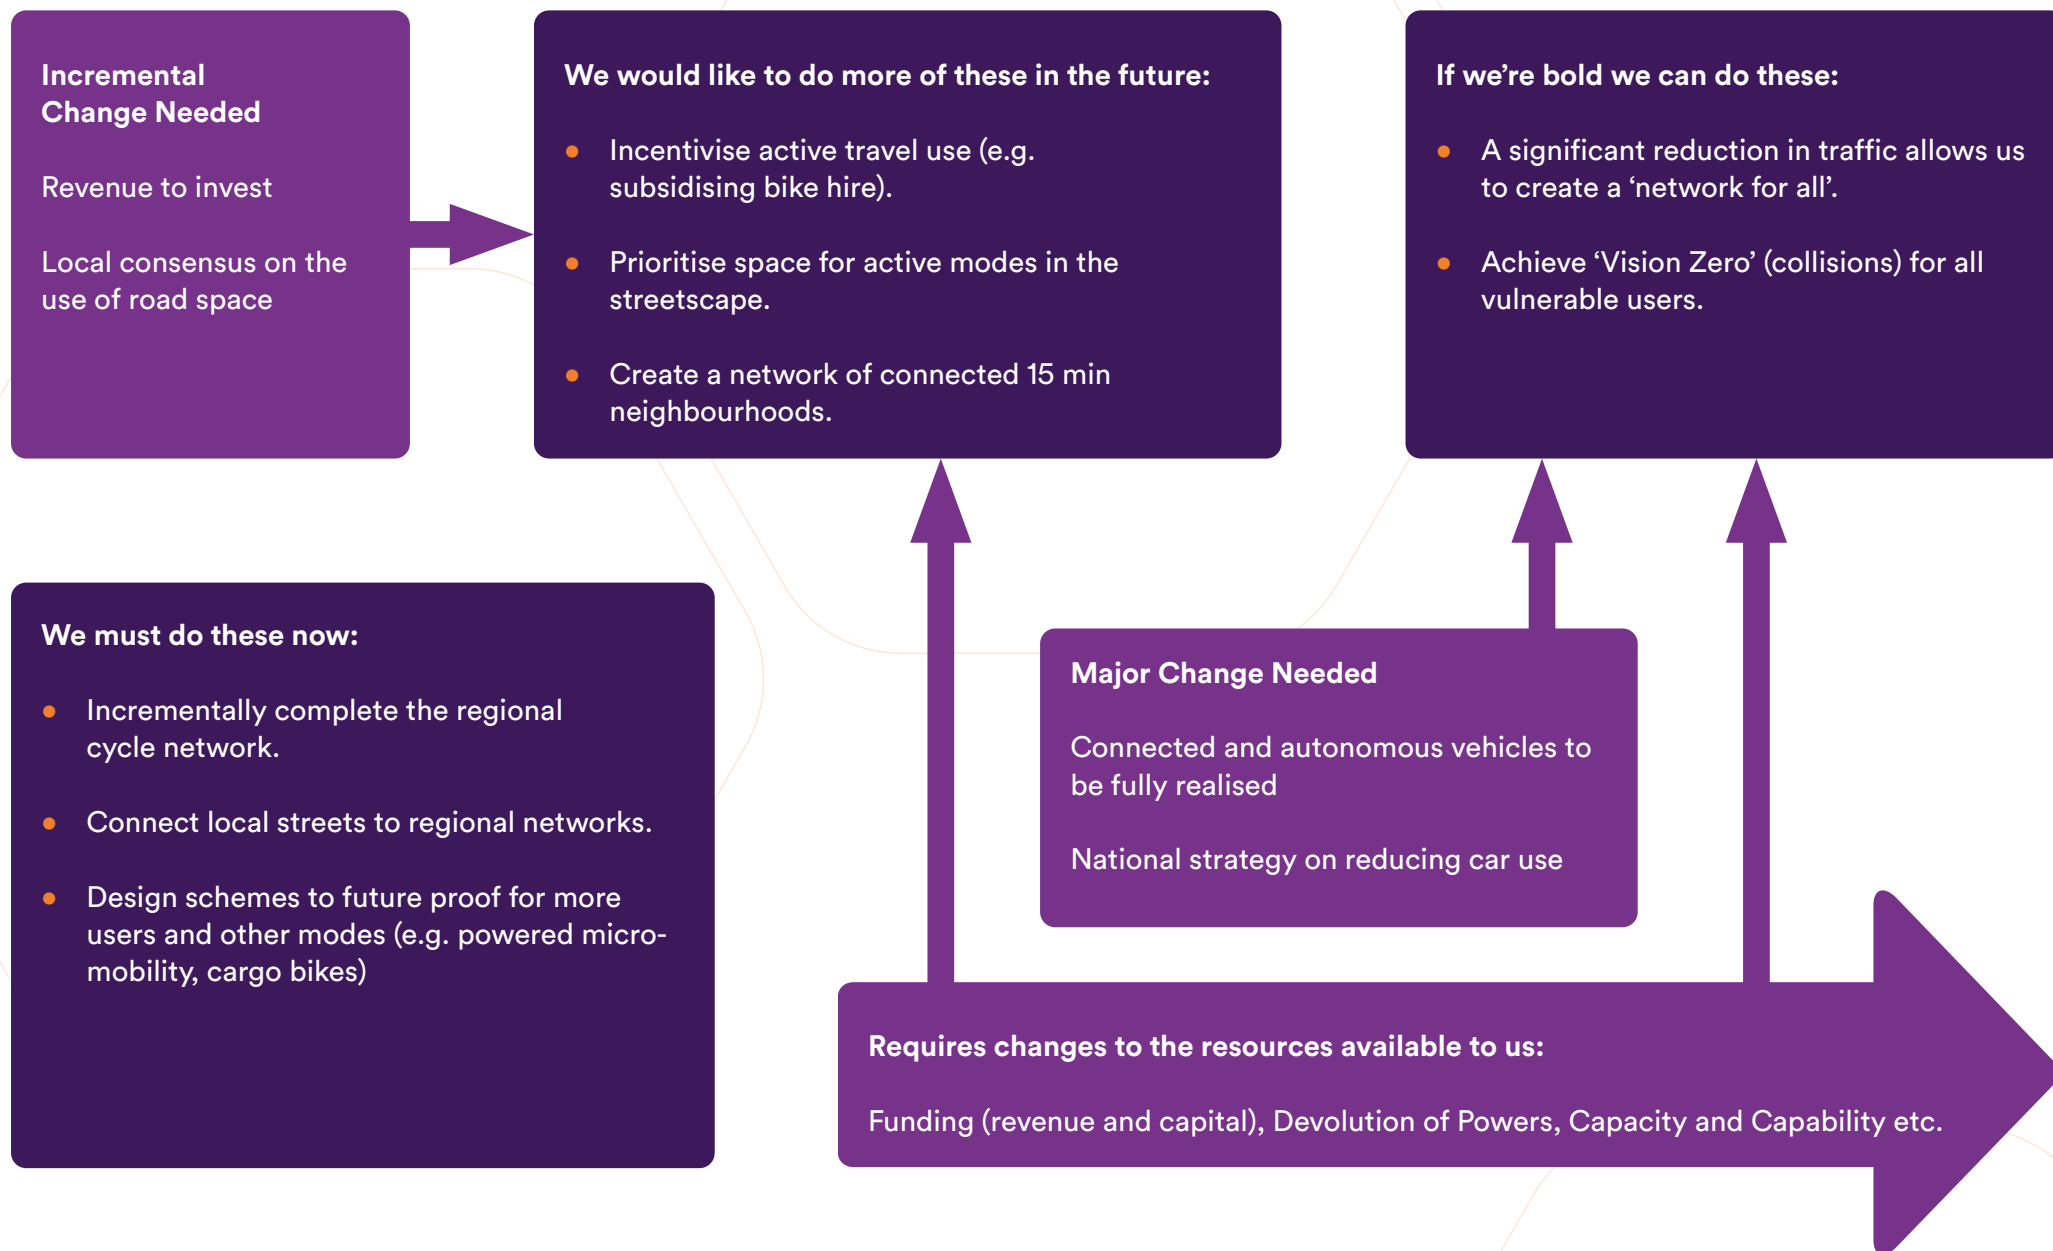 Incremental
Change Needed
Revenue to invest
Local consensus on the
use of road space
We would like to do more of these in the future:
• Incentivise active travel use (e.g.
subsidising bike hire).
• Prioritise space for active modes in the
streetscape.
• Create a network of connected 15 min
neighbourhoods.
If we’re bold we can do these:
• A significant reduction in traffic allows us
to create a ‘network for all’.
• Achieve ‘Vision Zero’ (collisions) for all
vulnerable users.
We must do these now:
• Incrementally complete the regional
cycle network.
• Connect local streets to regional networks.
• Design schemes to future proof for more
users and other modes (e.g. powered micro-
mobility, cargo bikes)
Major Change Needed
Connected and autonomous vehicles to
be fully realised
National strategy on reducing car use
Requires changes to the resources available to us:
Funding (revenue and capital), Devolution of Powers, Capacity and Capability etc.